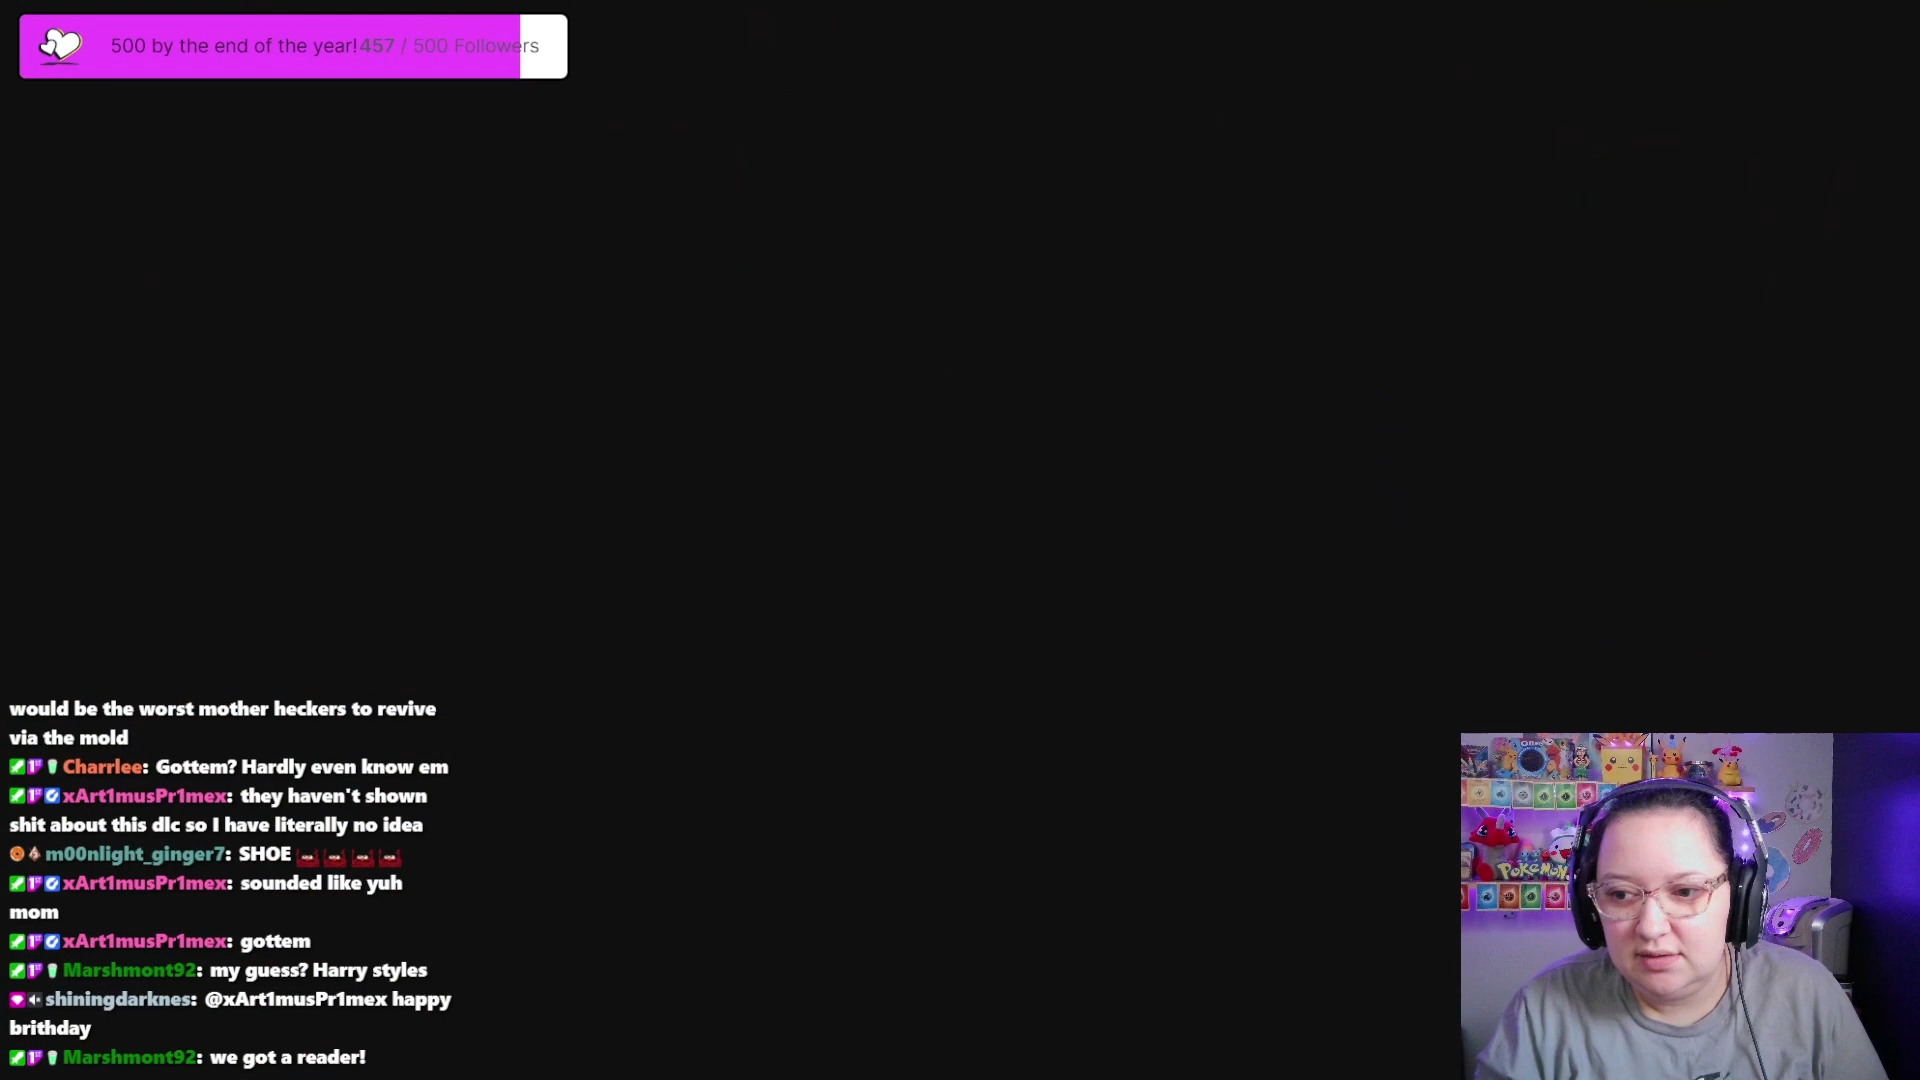 500 by the end of the year!457 / 500 Followers
would be the worst mother heckers to revive
via the mold
Charrlee: Gottem? Hardly even know em
xArt1musPr1mex: they haven't shown
shit about this dlc so I have literally no idea
m00nlight_ginger7: SHOE
xArt1musPr1mex: sounded like yuh
mom
xArt1musPr1mex: gottem
Marshmont92: my guess? Harry styles
shiningdarknes: @xArt1musPr1mex happy
brithday
Marshmont92: we got a reader!
POKÉMON